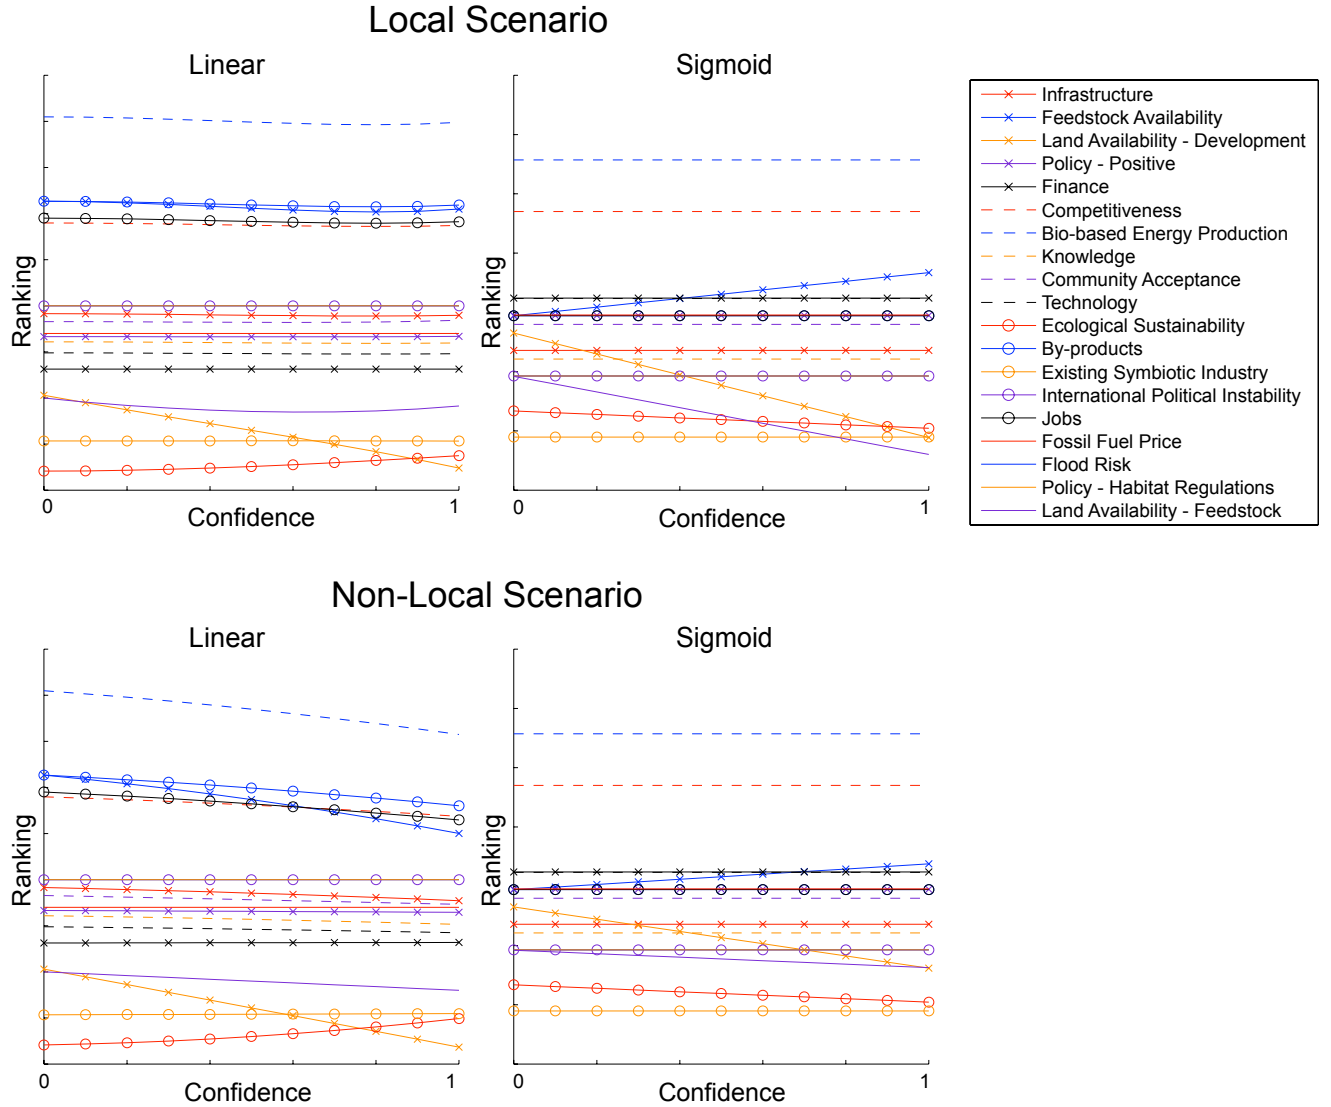 Local Scenario
Linear
Sigmoid
Ranking
Ranking
0
1
0
1
Confidence
Confidence
Infrastructure
Feedstock Availability
Land Availability - Development
Policy - Positive
Finance
Competitiveness
Bio-based Energy Production
Knowledge
Community Acceptance
Technology
Ecological Sustainability
By-products
Existing Symbiotic Industry
International Political Instability
Jobs
Fossil Fuel Price
Flood Risk
Policy - Habitat Regulations
Land Availability - Feedstock
Non-Local Scenario
Linear
Sigmoid
Ranking
Ranking
0
1
0
1
Confidence
Confidence